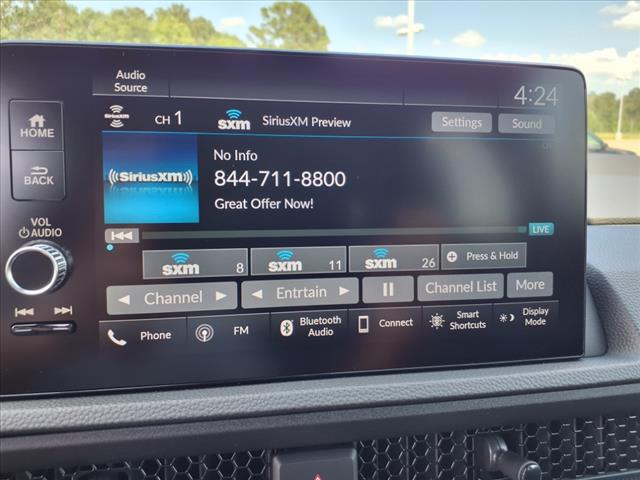 Audio
Source
4:24
HOME
BACK
VOL
AUDIO
SiriusXM
CH 1
sxm
SiriusXM Preview
Settings
Sound
((SiriusXM))
No Info
844-711-8800
Great Offer Now!
LIVE
sxm 8
sxm 11
sxm 26
Press & Hold
Channel
Entrtain
Channel List
More
Phone
FM
Bluetooth
Audio
Connect
Smart
Shortcuts
Display
Mode